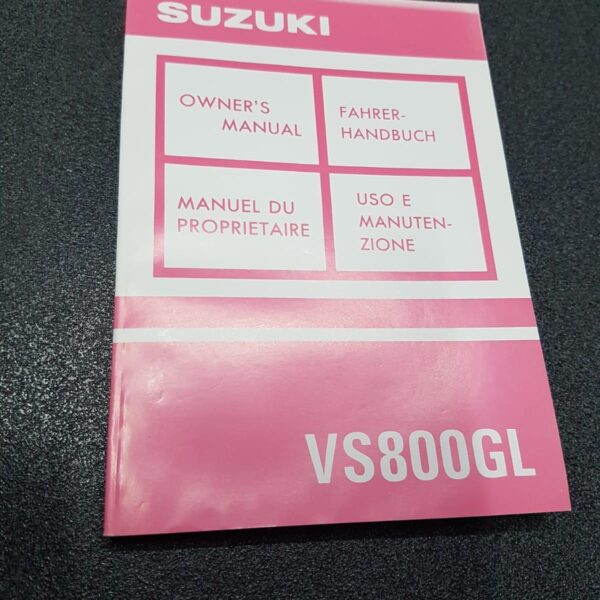 SUZUKI
OWNER'S
MANUAL
FAHRER-
HANDBUCH
MANUEL DU
PROPRIETAIRE
USO E
MANUTEN-
ZIONE
VS800GL